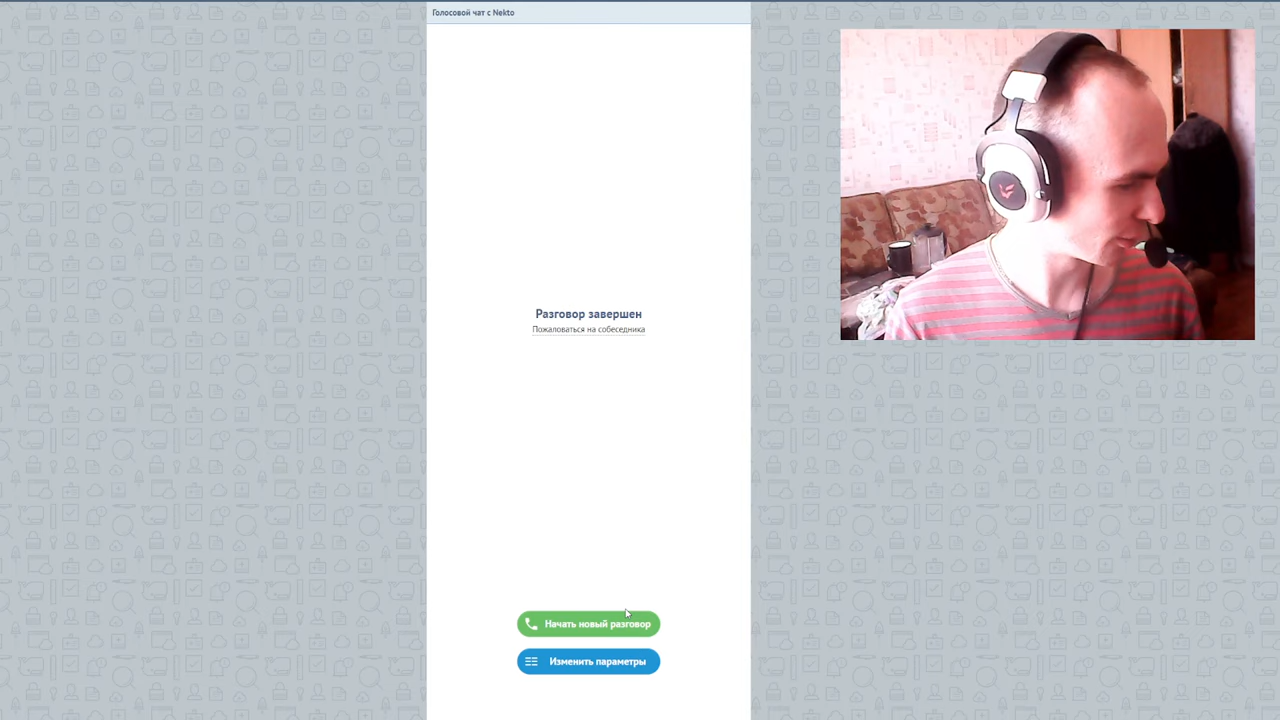 Голосовой чат с Nekto
Разговор завершен
Пожаловаться на собеседника
Начать новый разговор
Изменить параметры